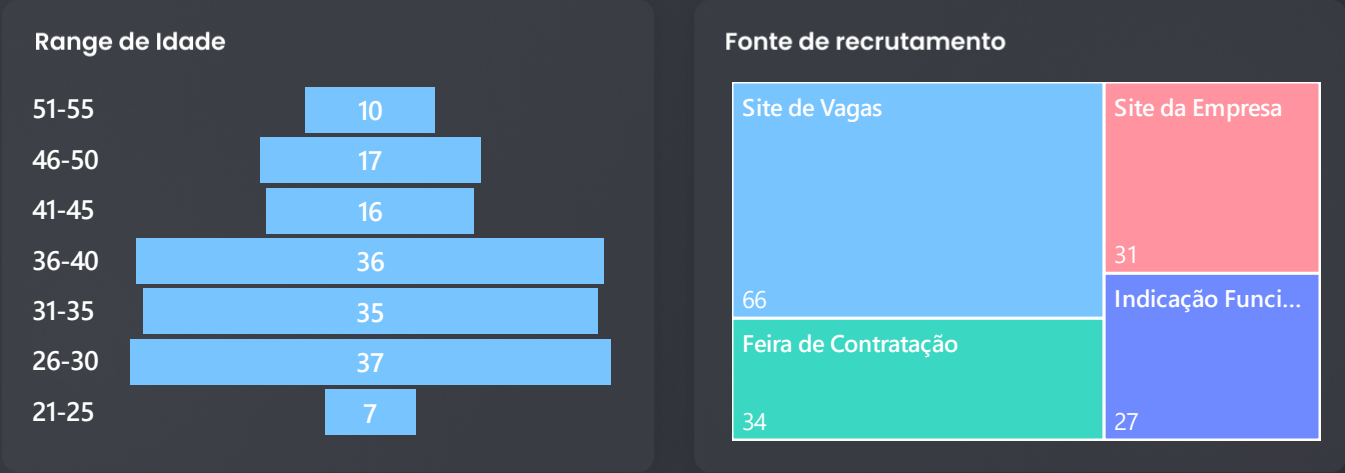 Range de Idade
51-55 10
46-50 17
41-45 16
36-40 36
31-35 35
26-30 37
21-25 7
Fonte de recrutamento
Site de Vagas
66
Feira de Contratação
34
Site da Empresa
31
Indicação Funci...
27